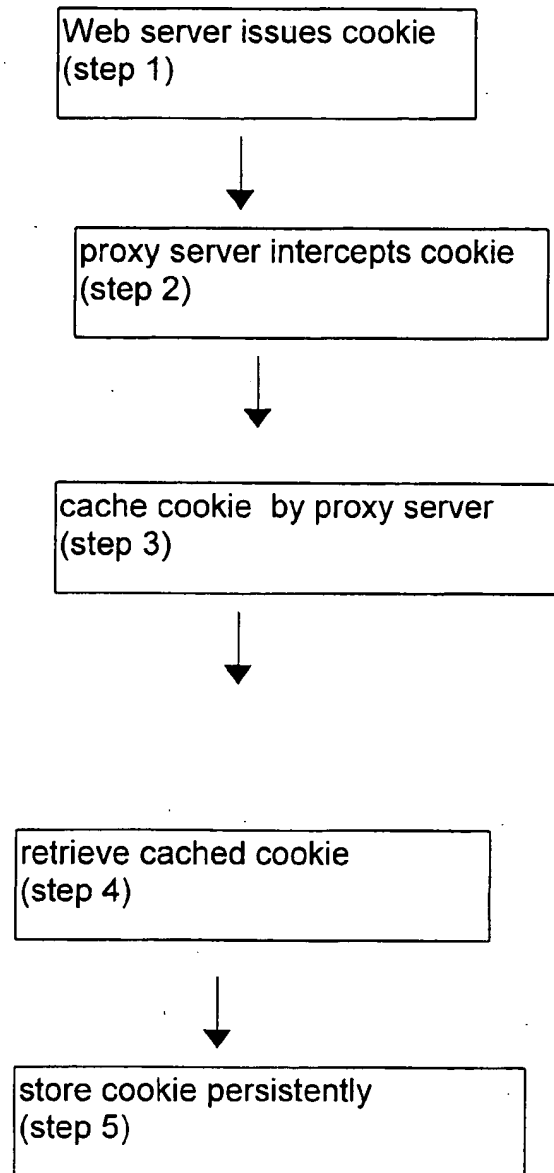 Web server issues cookie
(step 1)
proxy server intercepts cookie
(step 2)
cache cookie by proxy server
(step 3)
retrieve cached cookie
(step 4)
store cookie persistently
(step 5)